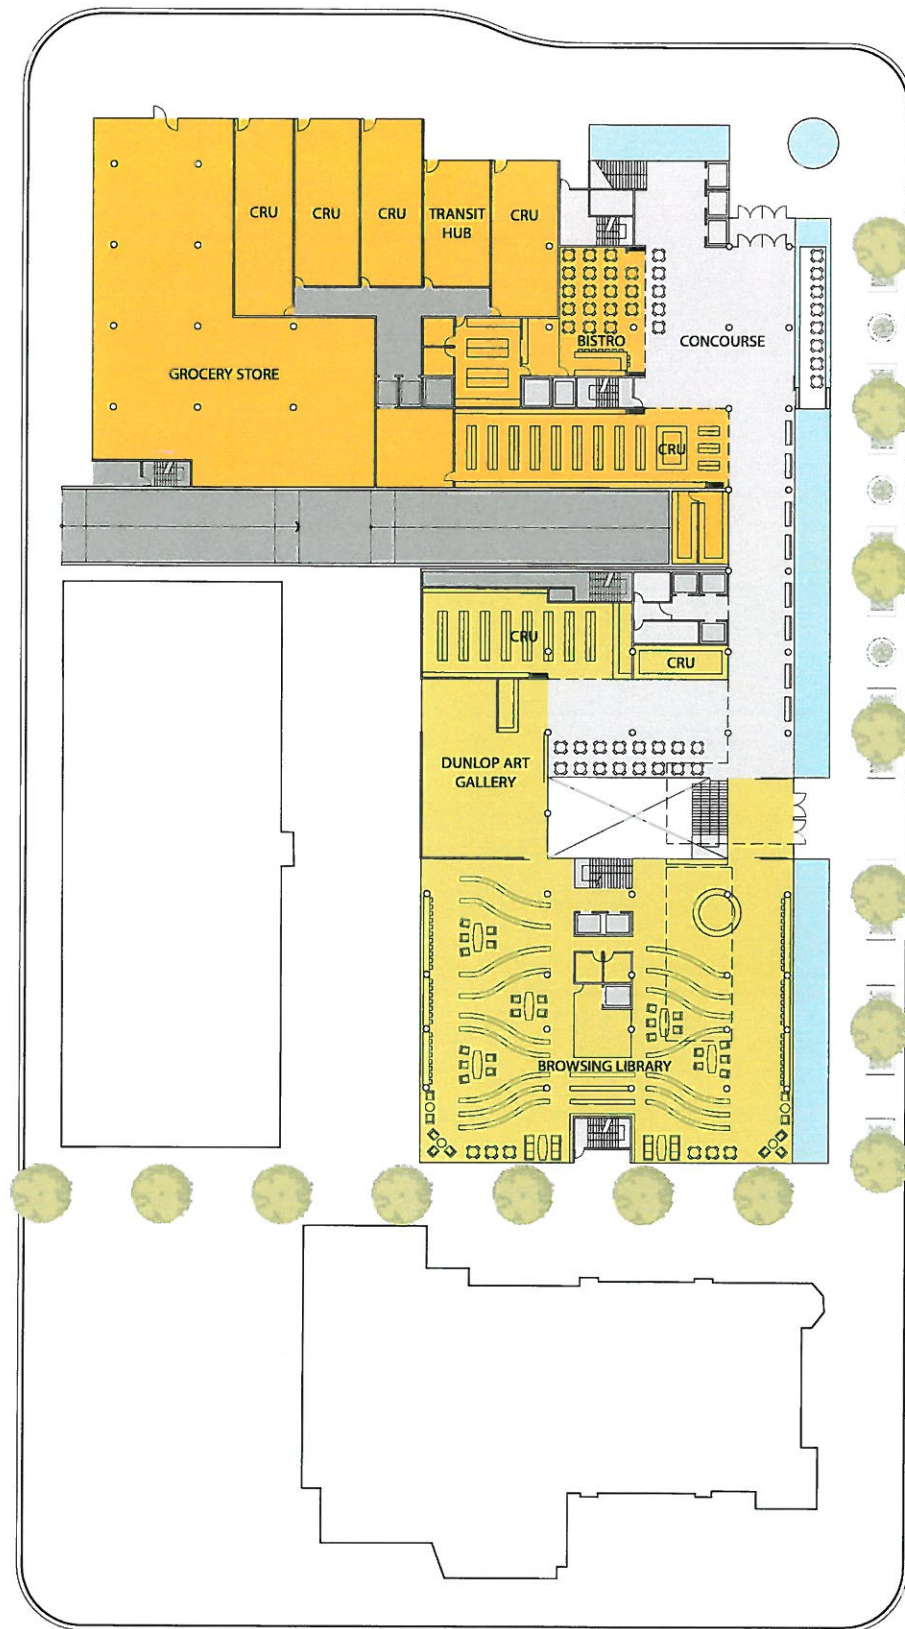 CRU
CRU
CRU
TRANSIT
HUB
CRU
BISTRO
CONCOURSE
GROCERY STORE
CRU
CRU
CRU
DUNLOP ART
GALLERY
BROWSING LIBRARY